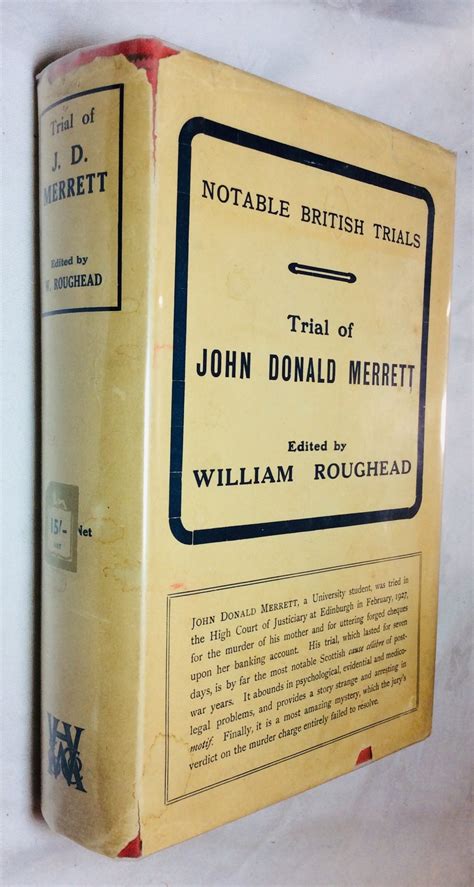 Trial of
J. D.
MERRETT
Edited by
W. ROUGHEAD
15/-
Net
NOTABLE BRITISH TRIALS
Trial of
JOHN DONALD MERRETT
Edited by
WILLIAM ROUGHEAD
JOHN DONALD MERRETT, a University student, was tried in
the High Court of Justiciary at Edinburgh in February, 1927,
for the murder of his mother and for uttering forged cheques
upon her banking account. His trial, which lasted for seven
days, is by far the most notable Scottish cause célèbre of post-
war years. It abounds in psychological, evidential and medico-
legal problems, and provides a story strange and arresting in
motif. Finally, it is a most amazing mystery, which the jury's
verdict on the murder charge entirely failed to resolve.